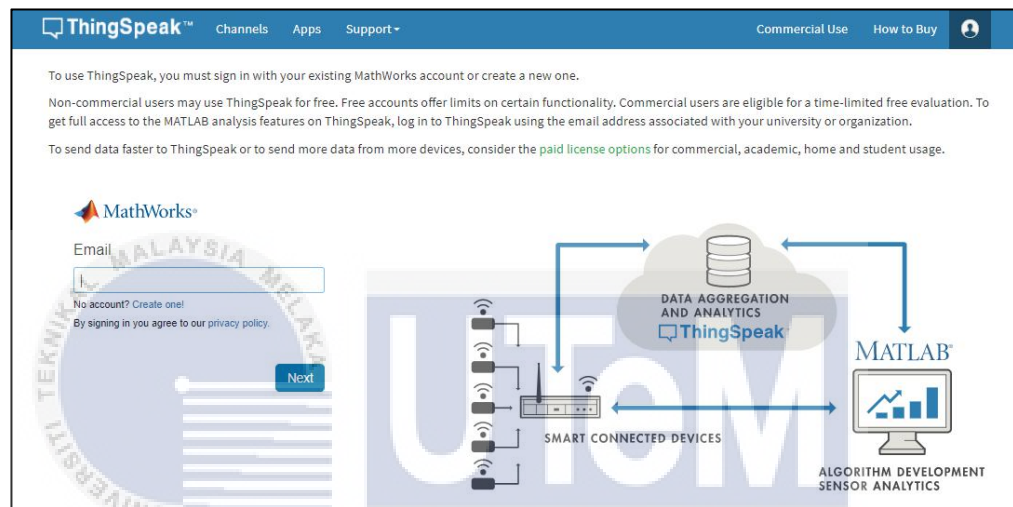 ThingSpeak™ Channels Apps Support Commercial Use How to Buy
To use ThingSpeak, you must sign in with your existing MathWorks account or create a new one.
Non-commercial users may use ThingSpeak for free. Free accounts offer limits on certain functionality. Commercial users are eligible for a time-limited free evaluation. To
get full access to the MATLAB analysis features on ThingSpeak, log in to ThingSpeak using the email address associated with your university or organization.
To send data faster to ThingSpeak or to send more data from more devices, consider the paid license options for commercial, academic, home and student usage.
MathWorks®
Email
No account? Create one!
By signing in you agree to our privacy policy.
Next
DATA AGGREGATION
AND ANALYTICS
ThingSpeak
MATLAB®
SMART CONNECTED DEVICES
ALGORITHM DEVELOPMENT
SENSOR ANALYTICS
UNIVERSITI TEKNIKAL MALAYSIA MELAKA
UTeM